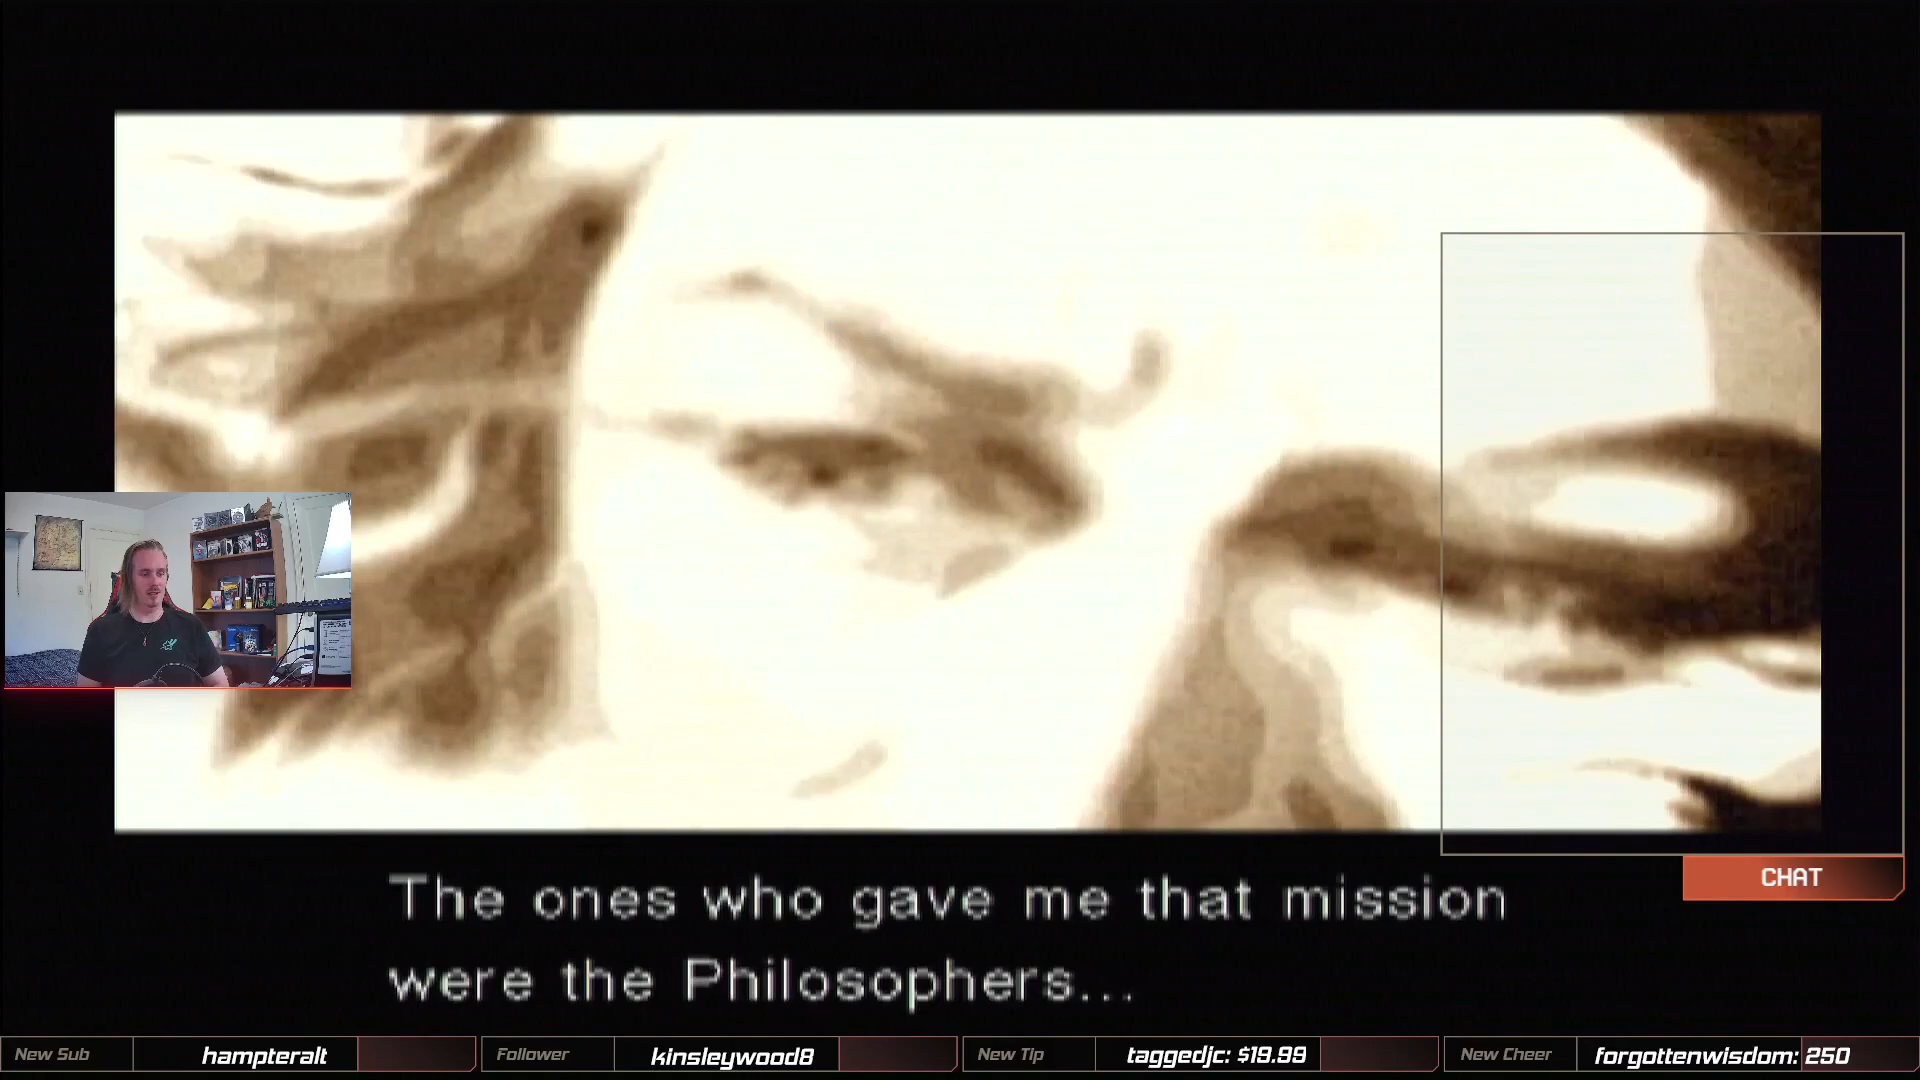 The ones who gave me that mission
were the Philosophers...
CHAT
New Sub hampteralt Follower kinsleywood8 New Tip taggedjc: $19.99 New Cheer forgottenwisdom: 250